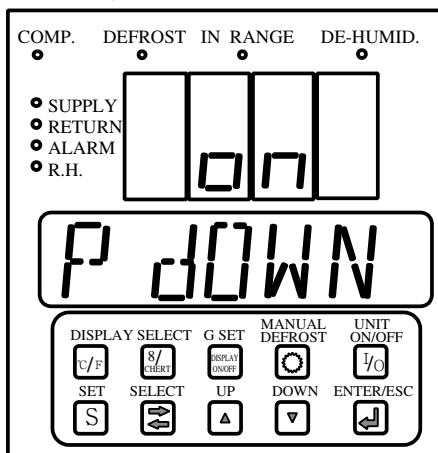 COMP. DEFROST IN RANGE DE-HUMID.
SUPPLY
RETURN
ALARM
R.H.
on
P dOWN
DISPLAY SELECT G SET MANUAL DEFROST UNIT ON/OFF
℃/F 8/CHERT DISPLAY ON/OFF I/O
SET SELECT UP DOWN ENTER/ESC
S